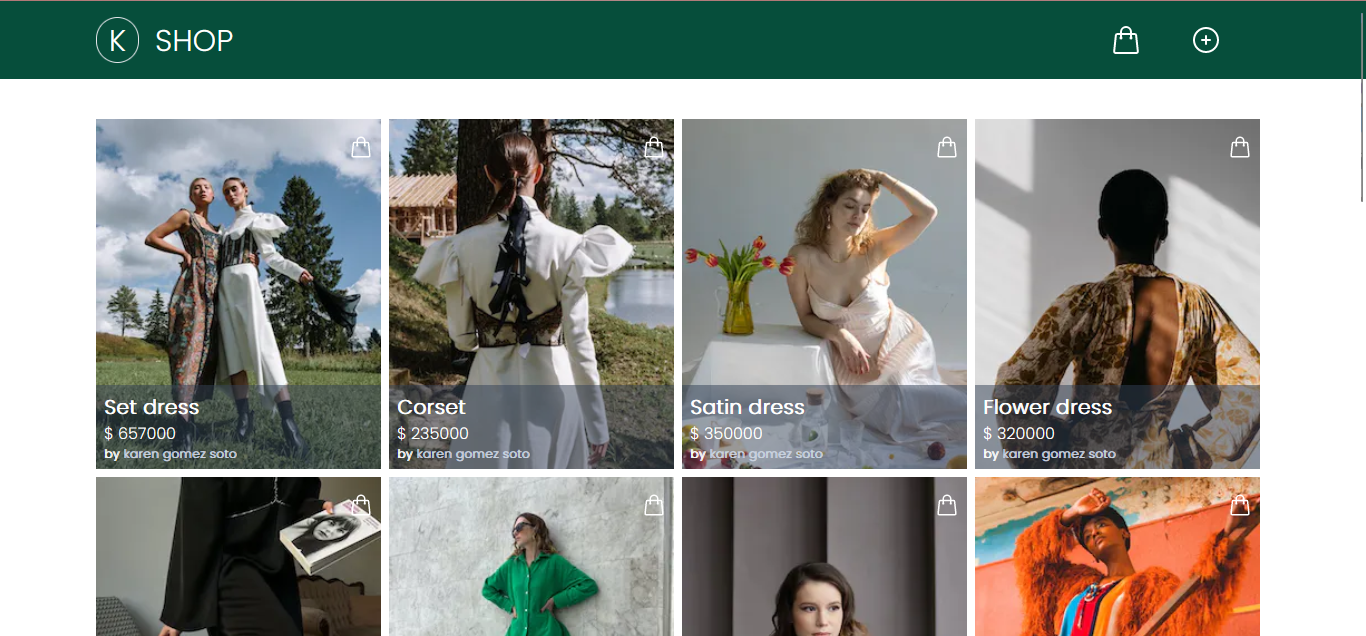 K SHOP
Set dress
$ 657000
by karen gomez soto
Corset
$ 235000
by karen gomez soto
Satin dress
$ 350000
by karen gomez soto
Flower dress
$ 320000
by karen gomez soto